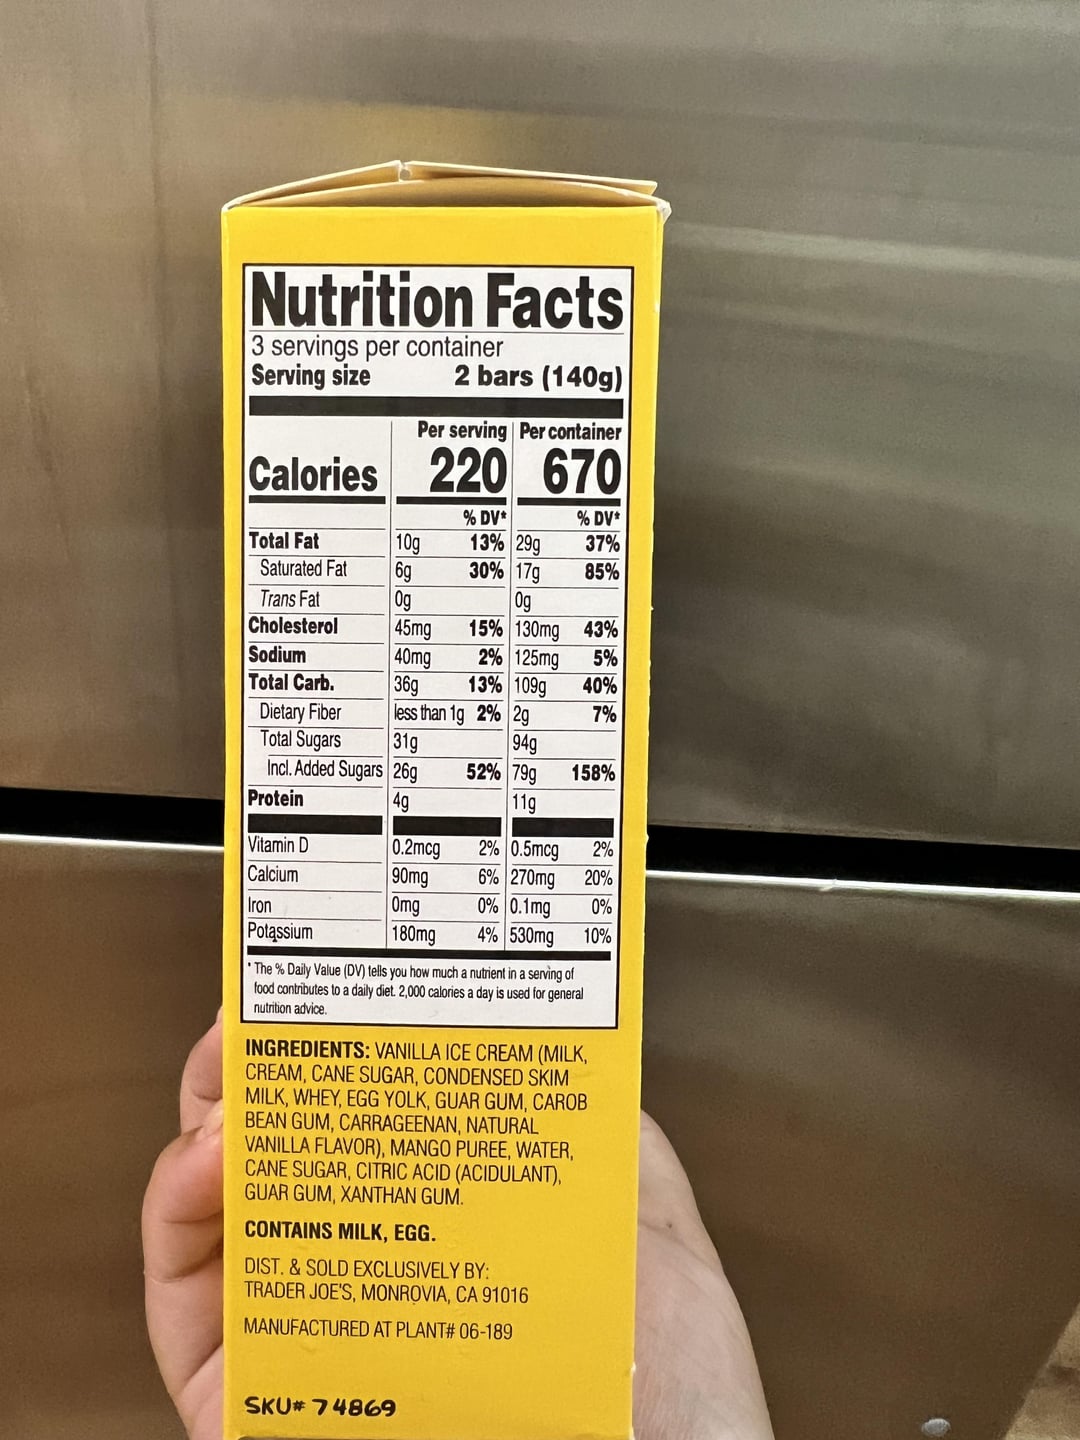 Nutrition Facts
3 servings per container
Serving size 2 bars (140g)
Per serving Per container
Calories 220 670
% DV* % DV*
Total Fat 10g 13% 29g 37%
Saturated Fat 6g 30% 17g 85%
Trans Fat 0g 0g
Cholesterol 45mg 15% 130mg 43%
Sodium 40mg 2% 125mg 5%
Total Carb. 36g 13% 109g 40%
Dietary Fiber less than 1g 2% 2g 7%
Total Sugars 31g 94g
Incl. Added Sugars 26g 52% 79g 158%
Protein 4g 11g
Vitamin D 0.2mcg 2% 0.5mcg 2%
Calcium 90mg 6% 270mg 20%
Iron 0mg 0% 0.1mg 0%
Potassium 180mg 4% 530mg 10%
* The % Daily Value (DV) tells you how much a nutrient in a serving of
food contributes to a daily diet. 2,000 calories a day is used for general
nutrition advice.
INGREDIENTS: VANILLA ICE CREAM (MILK,
CREAM, CANE SUGAR, CONDENSED SKIM
MILK, WHEY, EGG YOLK, GUAR GUM, CAROB
BEAN GUM, CARRAGEENAN, NATURAL
VANILLA FLAVOR), MANGO PUREE, WATER,
CANE SUGAR, CITRIC ACID (ACIDULANT),
GUAR GUM, XANTHAN GUM.
CONTAINS MILK, EGG.
DIST. & SOLD EXCLUSIVELY BY:
TRADER JOE'S, MONROVIA, CA 91016
MANUFACTURED AT PLANT# 06-189
SKU# 74869